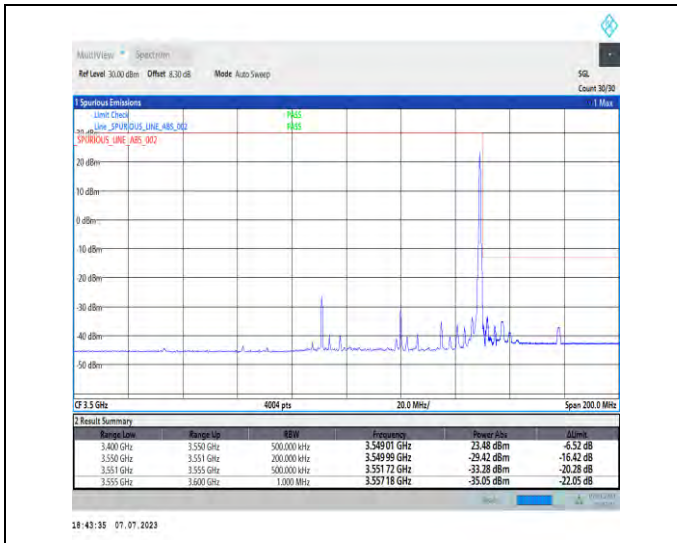 MultiView Spectrum
Ref Level 30.00 dBm Offset 8.30 dB Mode Auto Sweep SGL
Count 30/30
1 Spurious Emissions 1 Max
Limit Check PASS
Line _SPURIOUS_LINE_ABS_002 PASS
30 dBm
SPURIOUS_LINE_ABS_002
20 dBm
10 dBm
0 dBm
-10 dBm
-20 dBm
-30 dBm
-40 dBm
-50 dBm
CF 3.5 GHz 4004 pts 20.0 MHz/ Span 200.0 MHz
2 Result Summary
Range Low Range Up RBW Frequency Power Abs ΔLimit
3.400 GHz 3.550 GHz 500.000 kHz 3.549 01 GHz 23.48 dBm -6.52 dB
3.550 GHz 3.551 GHz 200.000 kHz 3.549 99 GHz -29.42 dBm -16.42 dB
3.551 GHz 3.555 GHz 500.000 kHz 3.551 72 GHz -33.28 dBm -20.28 dB
3.555 GHz 3.600 GHz 1.000 MHz 3.557 18 GHz -35.05 dBm -22.05 dB
18:43:35 07.07.2023